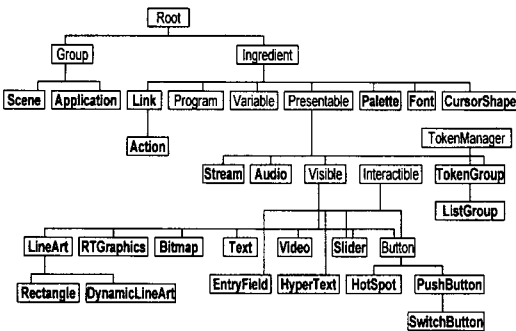 Root
Group Ingredient
Scene Application Link Program Variable Presentable Palette Font CursorShape
Action TokenManager
Stream Audio Visible Interactible TokenGroup
ListGroup
LineArt RTGraphics Bitmap Text Video Slider Button
Rectangle DynamicLineArt EntryField HyperText HotSpot PushButton
SwitchButton